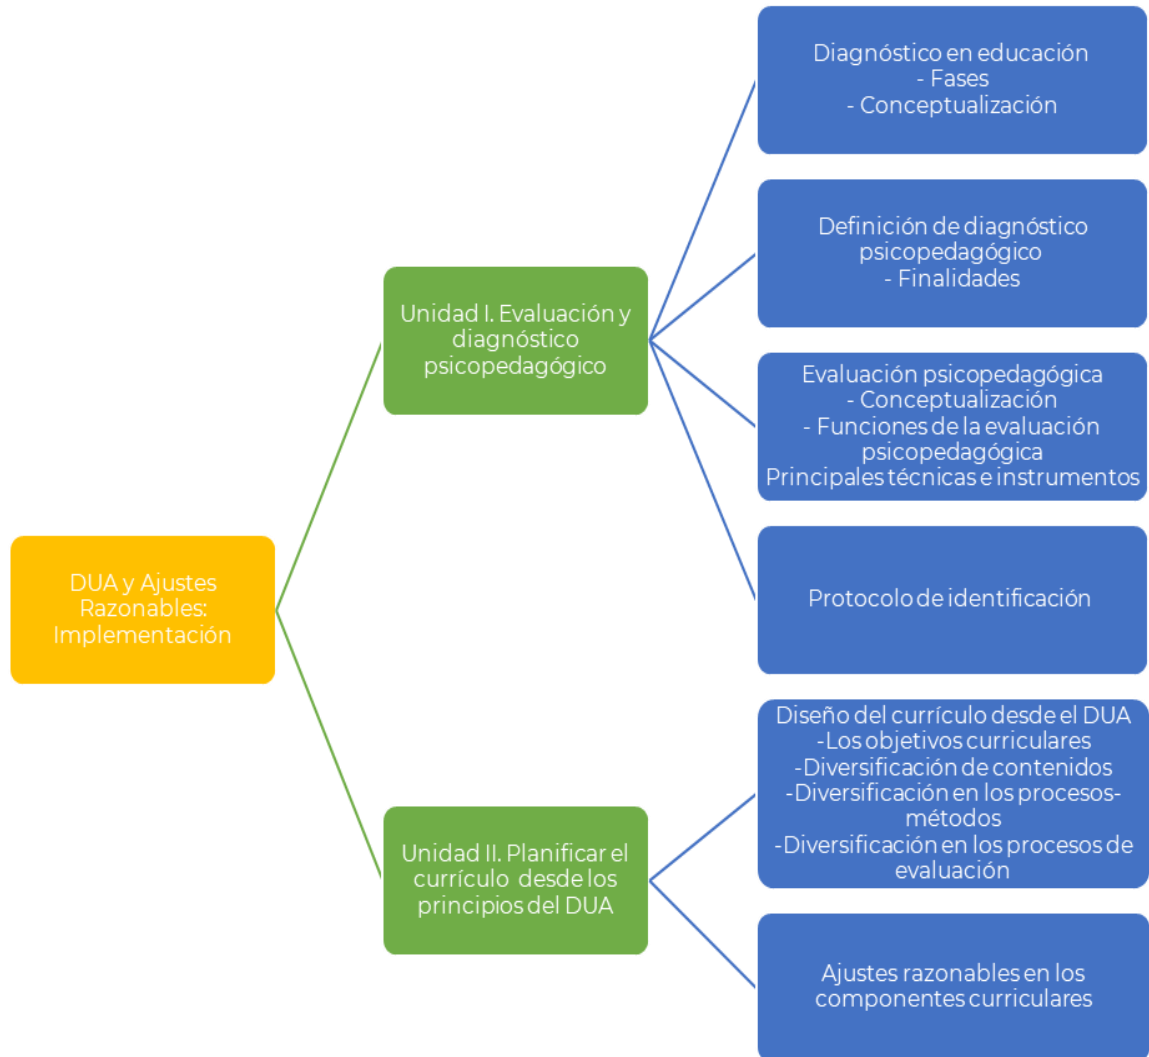 DUA y Ajustes
Razonables:
Implementación
Unidad I. Evaluación y
diagnóstico
psicopedagógico
Diagnóstico en educación
- Fases
- Conceptualización
Definición de diagnóstico
psicopedagógico
- Finalidades
Evaluación psicopedagógica
- Conceptualización
- Funciones de la evaluación
psicopedagógica
Principales técnicas e instrumentos
Protocolo de identificación
Unidad II. Planificar el
currículo desde los
principios del DUA
Diseño del currículo desde el DUA
-Los objetivos curriculares
-Diversificación de contenidos
-Diversificación en los procesos-
métodos
-Diversificación en los procesos de
evaluación
Ajustes razonables en los
componentes curriculares